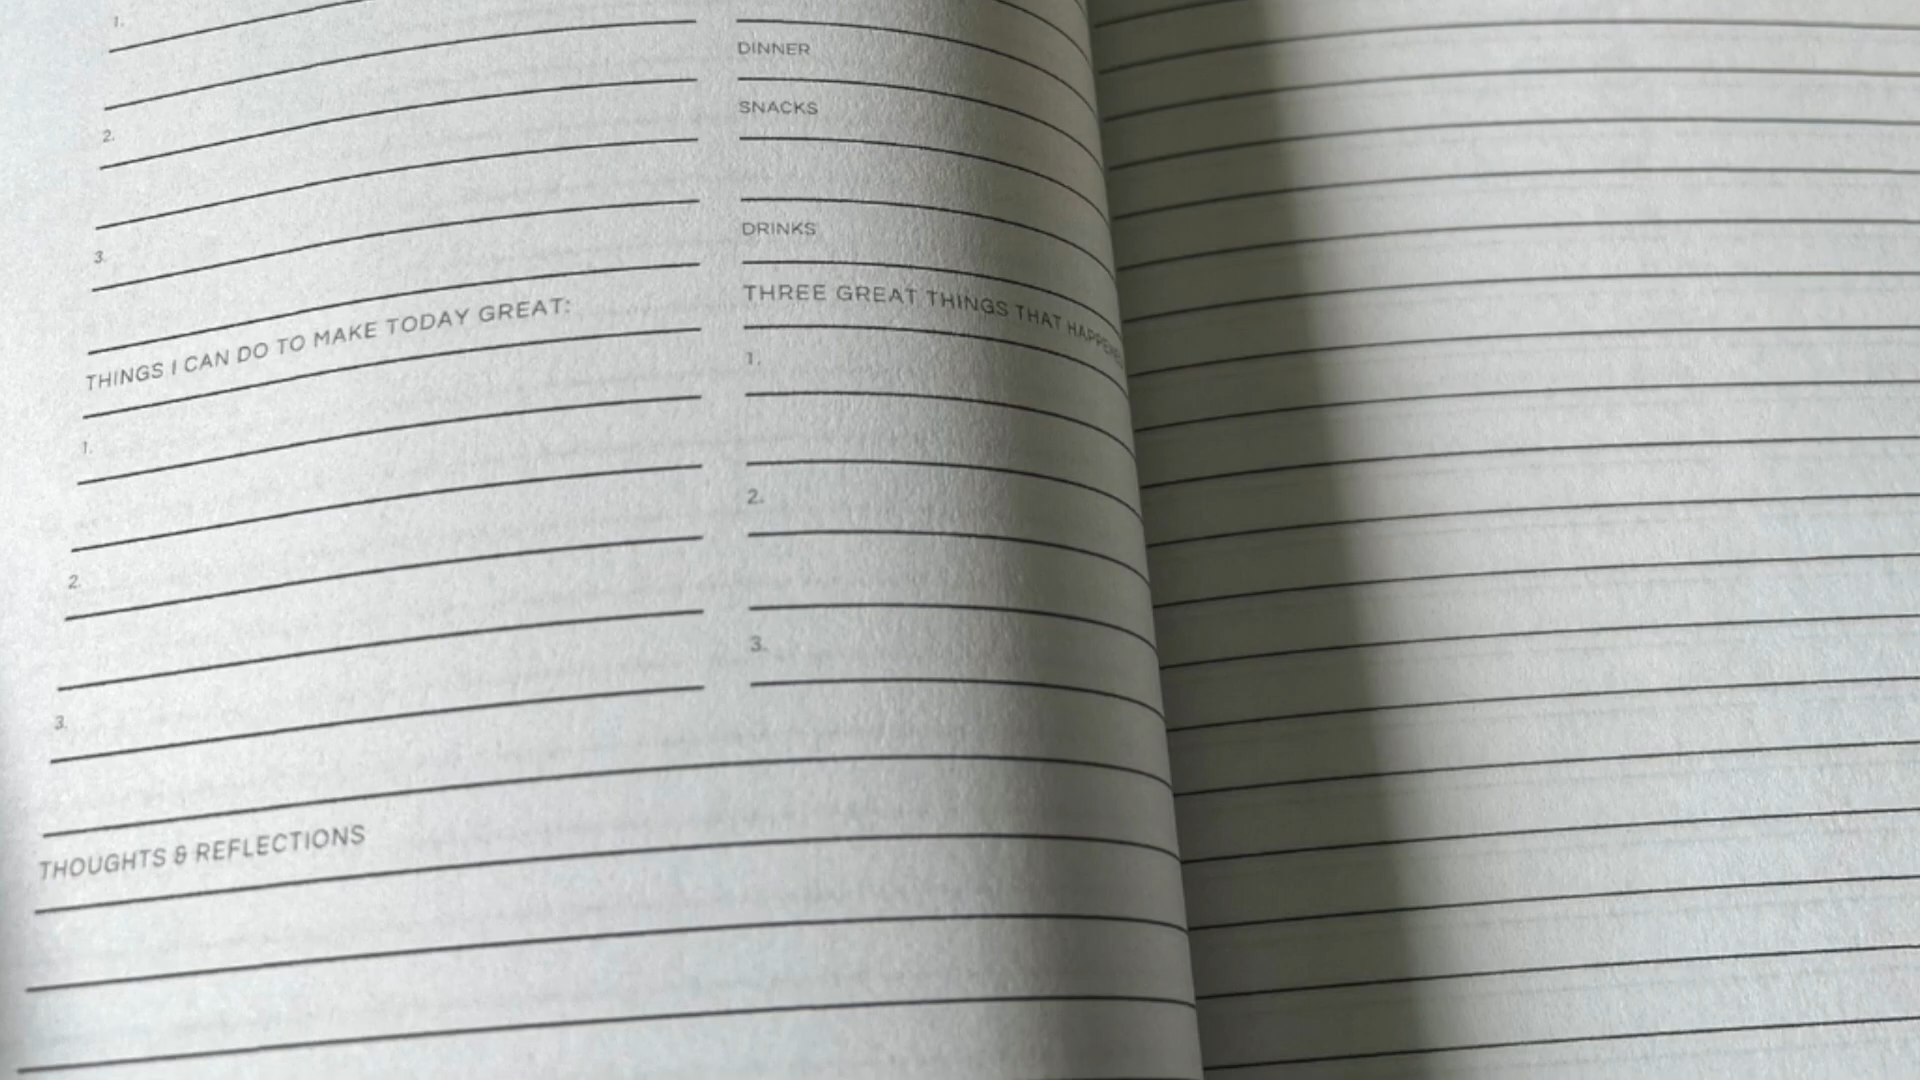 1.
2.
3.
THINGS I CAN DO TO MAKE TODAY GREAT:
1.
2.
3.
DINNER
SNACKS
DRINKS
THREE GREAT THINGS THAT
1.
2.
3.
THOUGHTS & REFLECTIONS